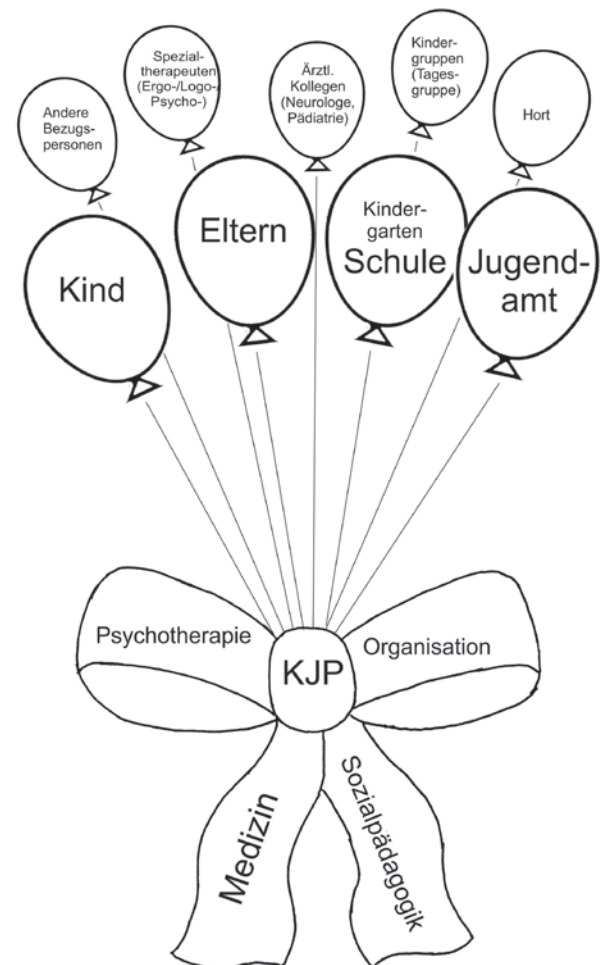 Andere
Bezugs-
personen
Spezial-
therapeuten
(Ergo-/Logo-/
Psycho-)
Ärztl.
Kollegen
(Neurologe,
Pädiatrie)
Kinder-
gruppen
(Tages-
gruppe)
Hort
Kind
Eltern
Kinder-
garten
Schule
Jugend-
amt
Psychotherapie
KJP
Organisation
Medizin
Sozialpädagogik